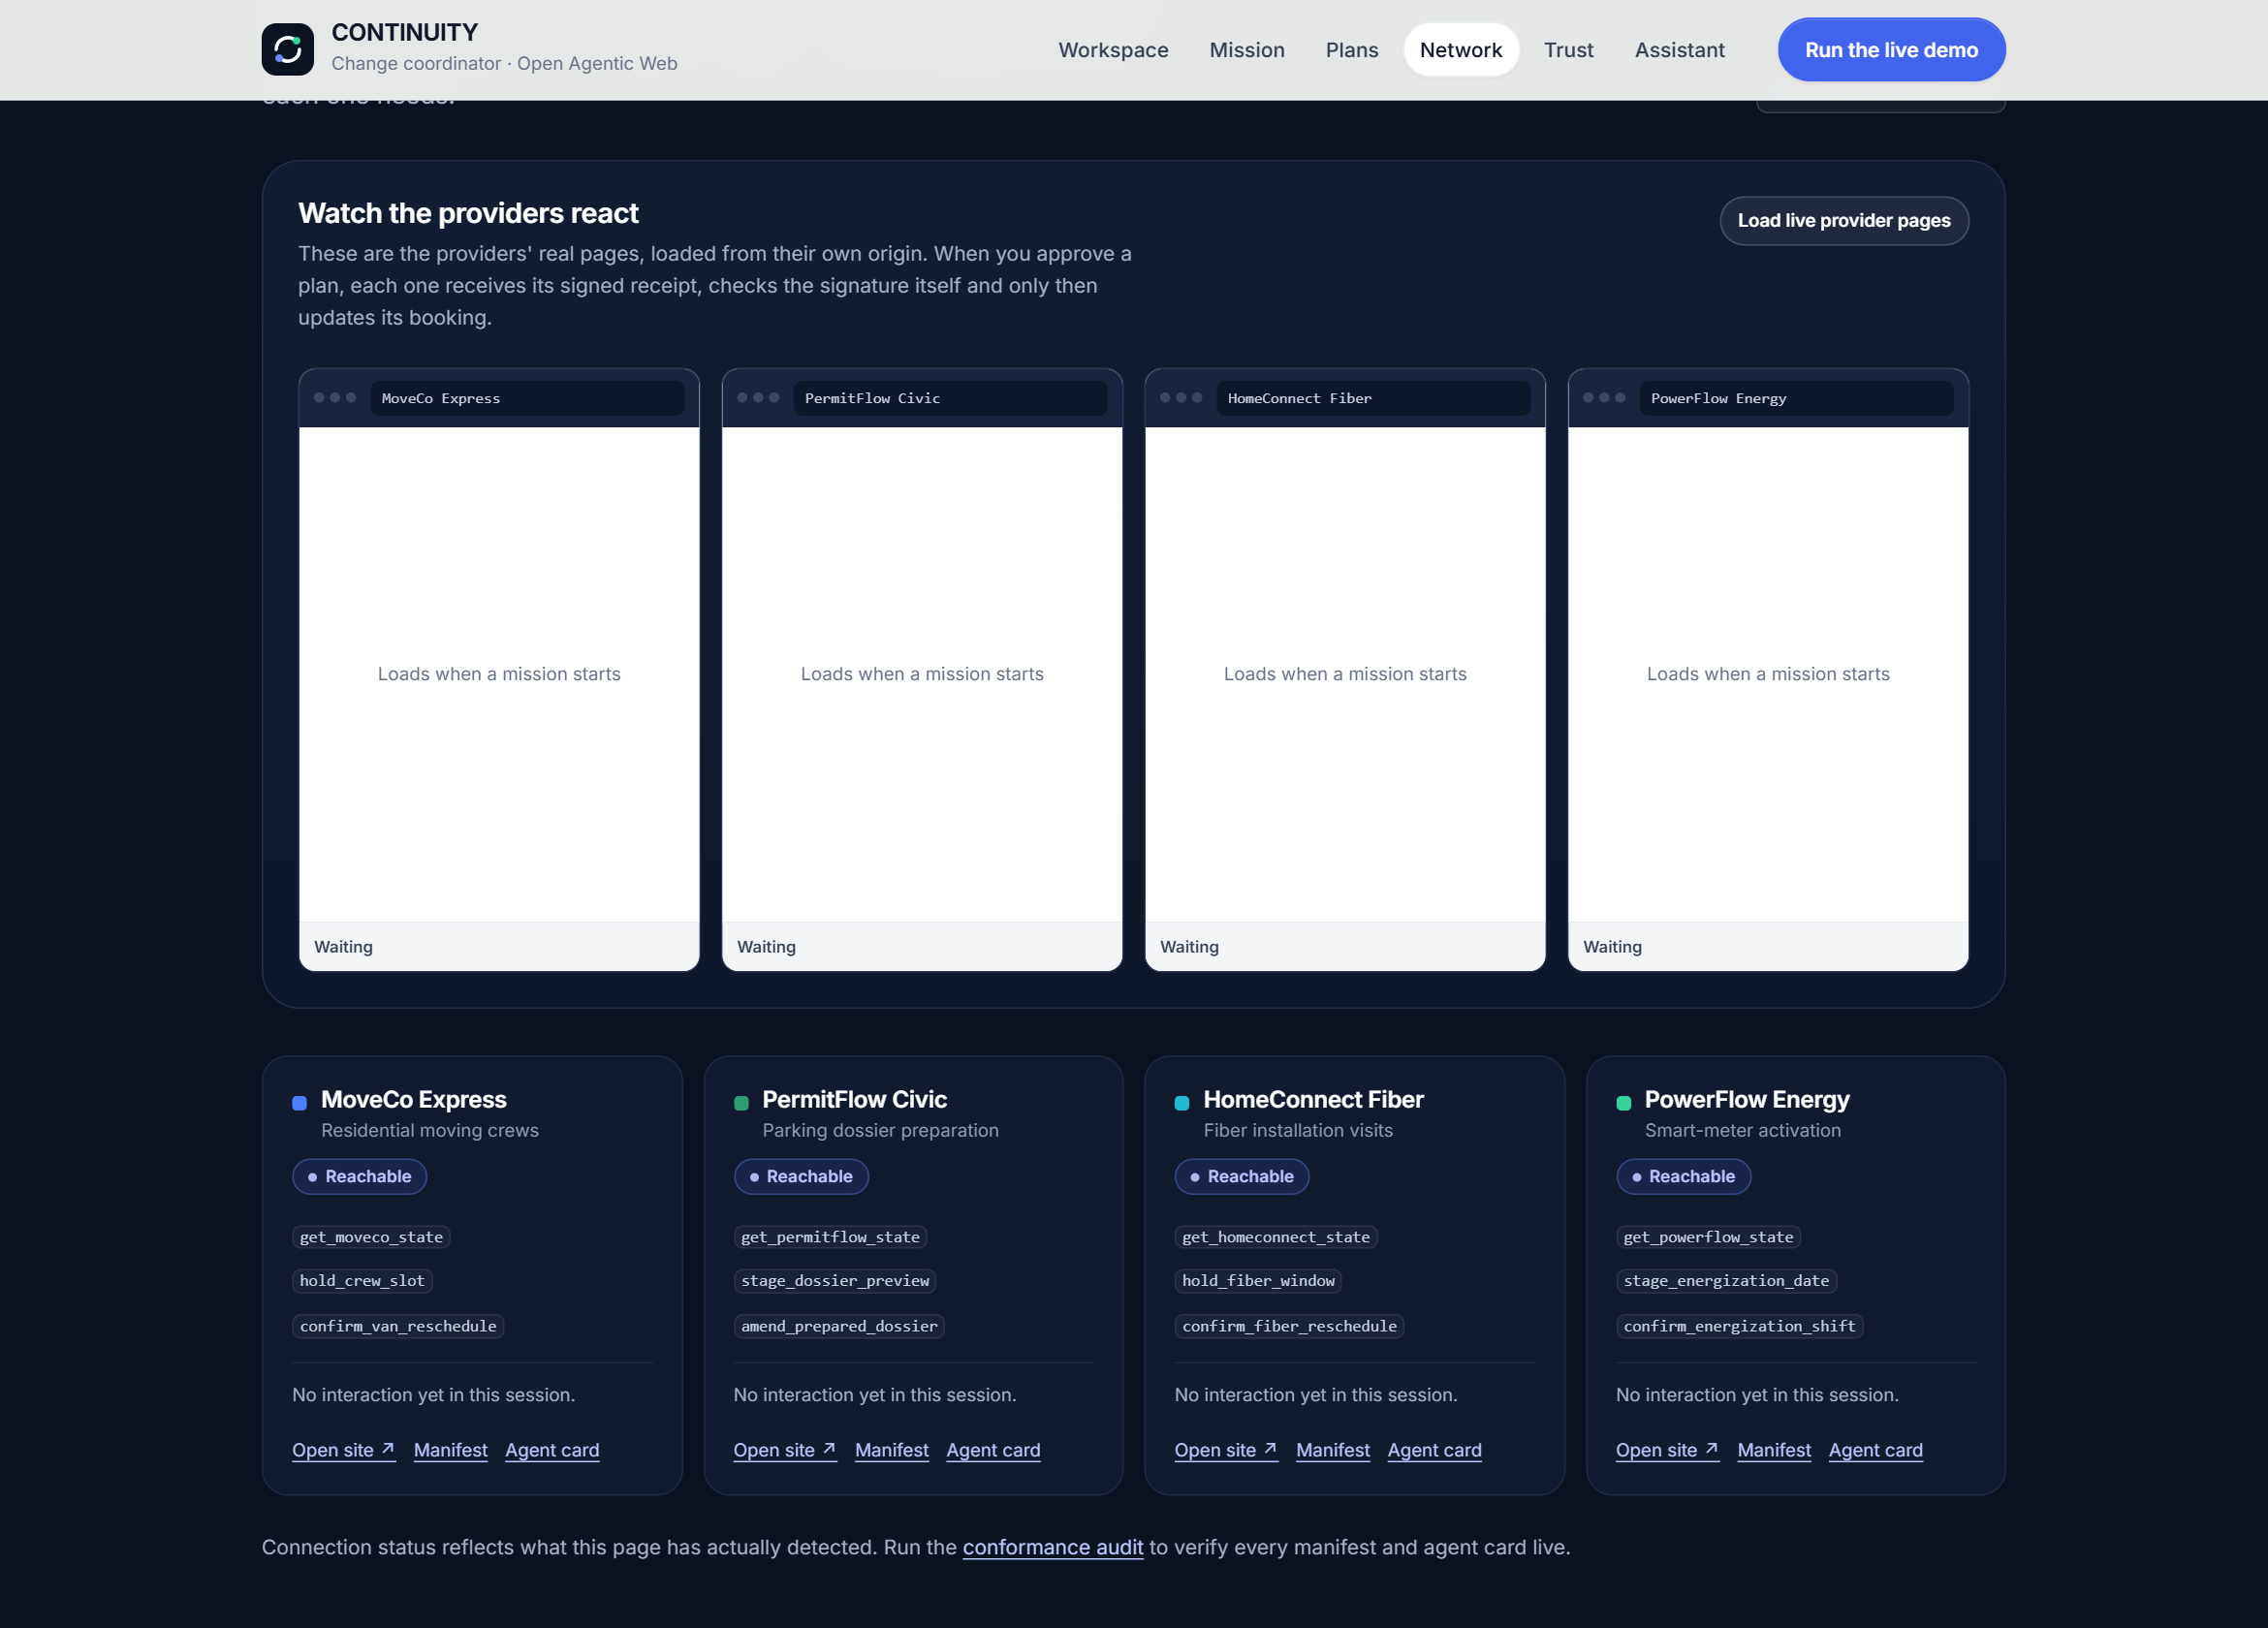 CONTINUITY
Change coordinator · Open Agentic Web
Workspace
Mission
Plans
Network
Trust
Assistant
Run the live demo
each one needs.
Watch the providers react
Load live provider pages
These are the providers' real pages, loaded from their own origin. When you approve a
plan, each one receives its signed receipt, checks the signature itself and only then
updates its booking.
MoveCo Express
PermitFlow Civic
HomeConnect Fiber
PowerFlow Energy
Loads when a mission starts
Loads when a mission starts
Loads when a mission starts
Loads when a mission starts
Waiting
Waiting
Waiting
Waiting
MoveCo Express
Residential moving crews
Reachable
get_moveco_state
hold_crew_slot
confirm_van_reschedule
No interaction yet in this session.
Open site ↗ Manifest Agent card
PermitFlow Civic
Parking dossier preparation
Reachable
get_permitflow_state
stage_dossier_preview
amend_prepared_dossier
No interaction yet in this session.
Open site ↗ Manifest Agent card
HomeConnect Fiber
Fiber installation visits
Reachable
get_homeconnect_state
hold_fiber_window
confirm_fiber_reschedule
No interaction yet in this session.
Open site ↗ Manifest Agent card
PowerFlow Energy
Smart-meter activation
Reachable
get_powerflow_state
stage_energization_date
confirm_energization_shift
No interaction yet in this session.
Open site ↗ Manifest Agent card
Connection status reflects what this page has actually detected. Run the conformance audit to verify every manifest and agent card live.